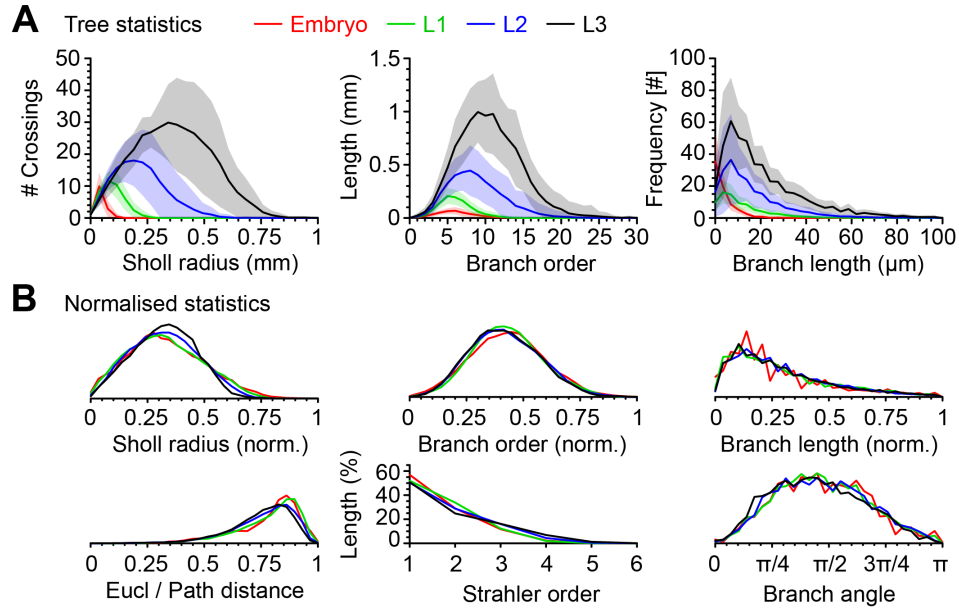 A Tree statistics Embryo L1 L2 L3
# Crossings
50
40
30
20
10
0
0 0.25 0.5 0.75 1
Sholl radius (mm)
Length (mm)
1.5
1
0.5
0
0 5 10 15 20 25 30
Branch order
Frequency [#]
100
80
60
40
20
0
0 20 40 60 80 100
Branch length (µm)
B Normalised statistics
0 0.25 0.5 0.75 1
Sholl radius (norm.)
0 0.25 0.5 0.75 1
Branch order (norm.)
0 0.25 0.5 0.75 1
Branch length (norm.)
0 0.25 0.5 0.75 1
Eucl / Path distance
Length (%)
60
40
20
0
1 2 3 4 5 6
Strahler order
0 π/4 π/2 3π/4 π
Branch angle